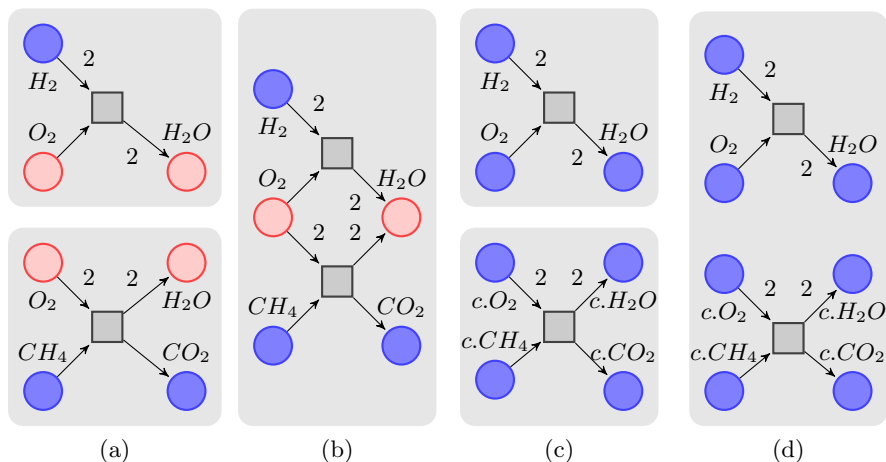 2
H₂
O₂
H₂O
2
O₂
2
2
H₂O
CH₄
CO₂
(a)
2
H₂
O₂
H₂O
2
2
2
CH₄
CO₂
(b)
2
H₂
O₂
H₂O
2
2
2
c.O₂
c.H₂O
c.CH₄
c.CO₂
(c)
2
H₂
O₂
H₂O
2
2
2
c.O₂
c.H₂O
c.CH₄
c.CO₂
(d)